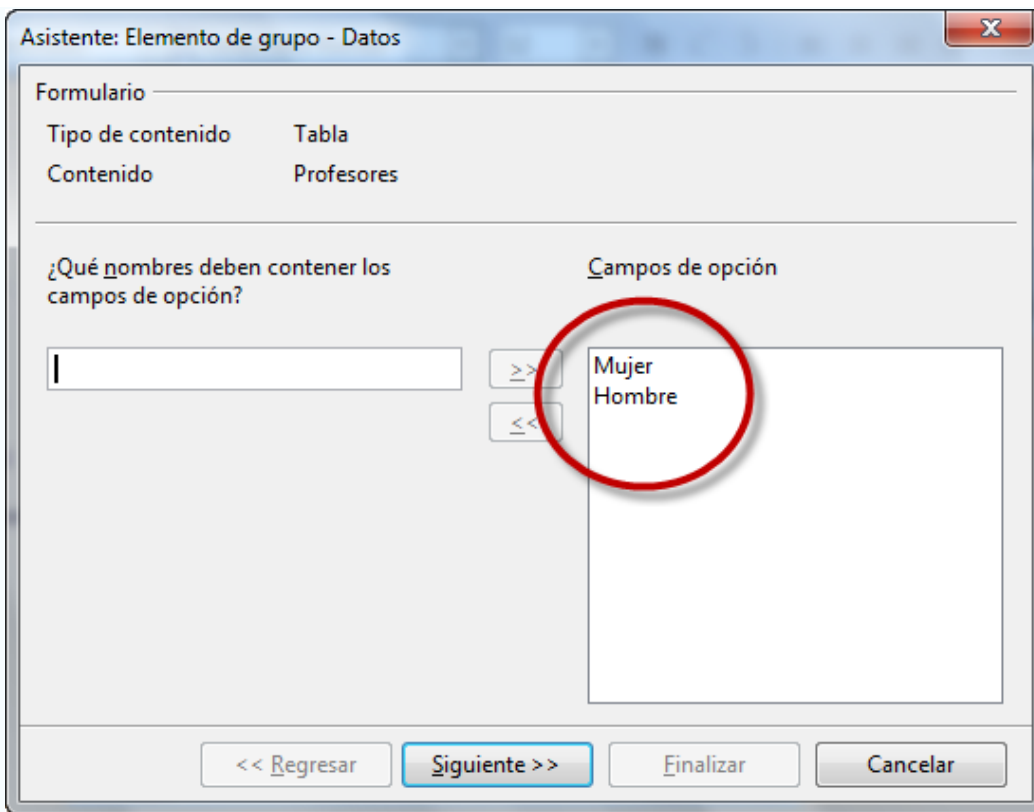 Asistente: Elemento de grupo - Datos
Formulario
Tipo de contenido Tabla
Contenido Profesores
¿Qué nombres deben contener los
campos de opción?
Campos de opción
>>
<<
Mujer
Hombre
<< Regresar Siguiente >> Finalizar Cancelar